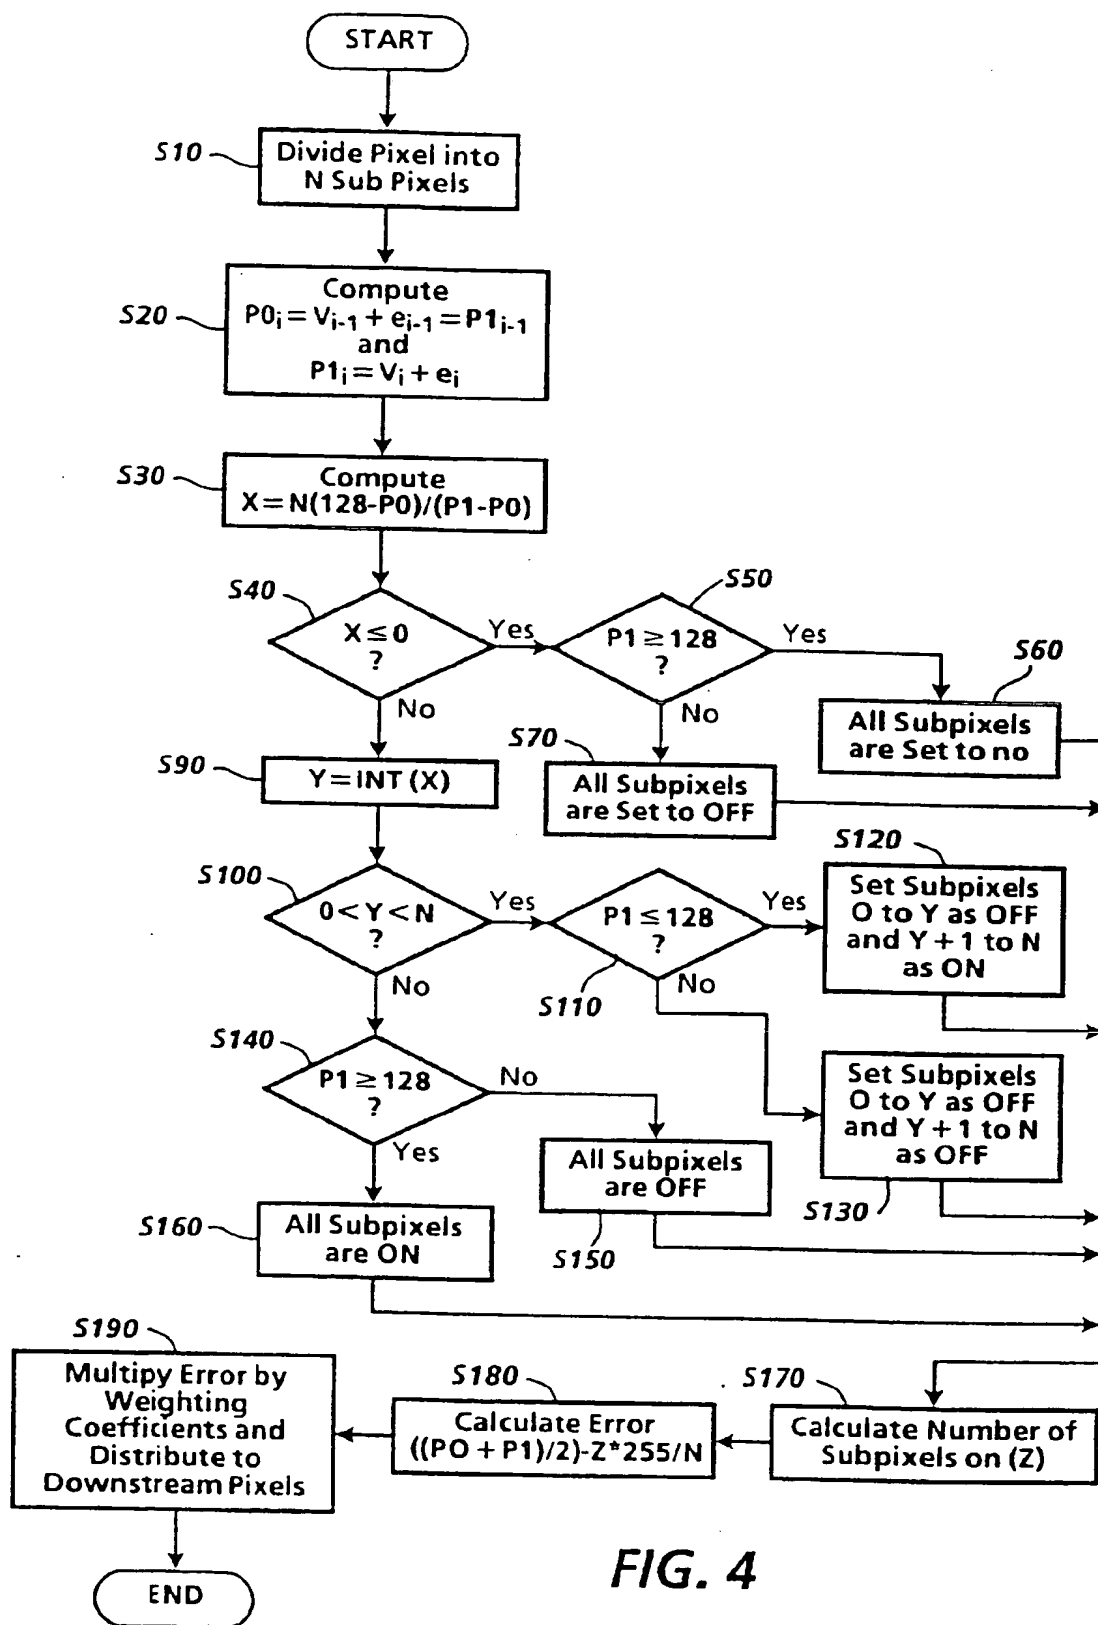 START
S10
Divide Pixel into
N Sub Pixels
S20
Compute
P0i = Vi-1 + ei-1 = P1i-1
and
P1i = Vi + ei
S30
Compute
X = N(128-P0)/(P1-P0)
S40
X ≤ 0
?
Yes
No
S50
P1 ≥ 128
?
Yes
No
S60
All Subpixels
are Set to no
S70
All Subpixels
are Set to OFF
S90
Y = INT (X)
S100
0 < Y < N
?
Yes
No
P1 ≤ 128
?
Yes
No
S110
S120
Set Subpixels
O to Y as OFF
and Y + 1 to N
as ON
S130
Set Subpixels
O to Y as OFF
and Y + 1 to N
as OFF
S140
P1 ≥ 128
?
No
Yes
All Subpixels
are OFF
S150
S160
All Subpixels
are ON
S170
Calculate Number of
Subpixels on (Z)
S180
Calculate Error
((PO + P1)/2)-Z*255/N
S190
Multipy Error by
Weighting
Coefficients and
Distribute to
Downstream Pixels
END
FIG. 4